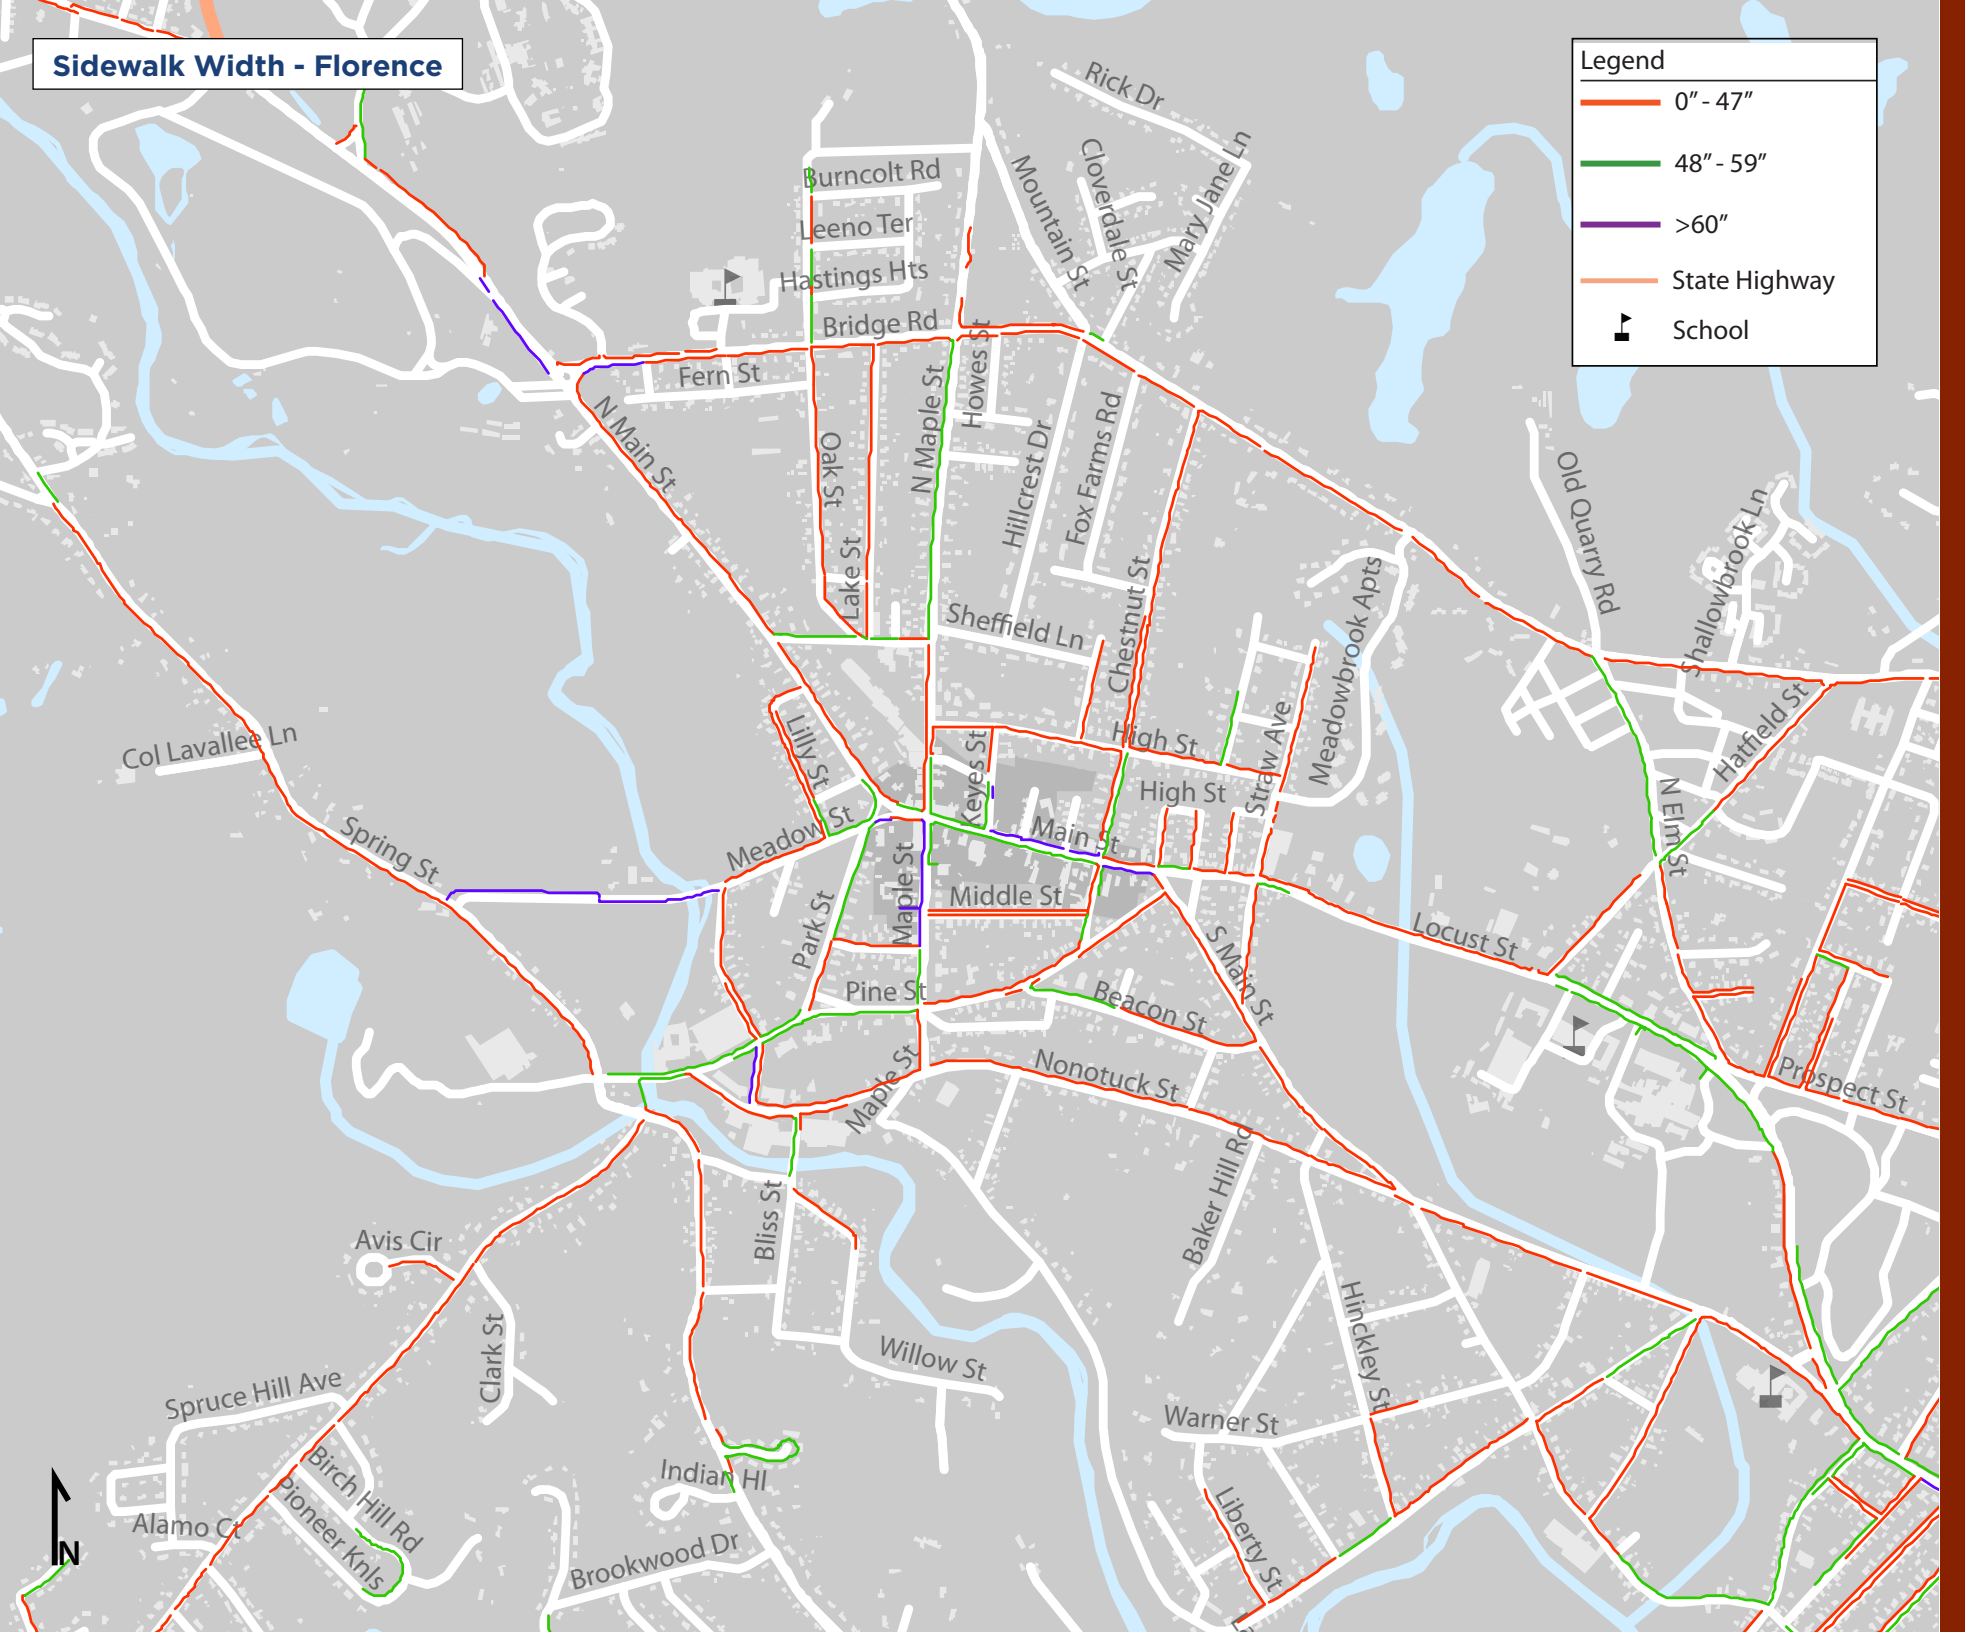 Sidewalk Width - Florence
Legend
0” - 47”
48” - 59”
>60”
State Highway
School
Rick Dr
Mary Jane Ln
Cloverdale St
Mountain St
Burncolt Rd
Leeno Ter
Hastings Hts
Bridge Rd
Fern St
N Main St
Oak St
Lake St
N Maple St
Howes St
Hillcrest Dr
Fox Farms Rd
Chestnut St
Sheffield Ln
Old Quarry Rd
Shallowbrook Ln
Meadowbrook Apts
Hatfield St
N Elm St
Col Lavallee Ln
Lilly St
High St
Straw Ave
Keyes St
High St
Spring St
Meadow St
Main St
Maple St
Middle St
Park St
Pine St
Locust St
S Main St
Beacon St
Nonotuck St
Maple St
Prospect St
Baker Hill Rd
Bliss St
Avis Cir
Clark St
Hinckley St
Willow St
Spruce Hill Ave
Warner St
Birch Hill Rd
Indian Hl
Pioneer Knls
Alamo Ct
Liberty St
Brookwood Dr
N